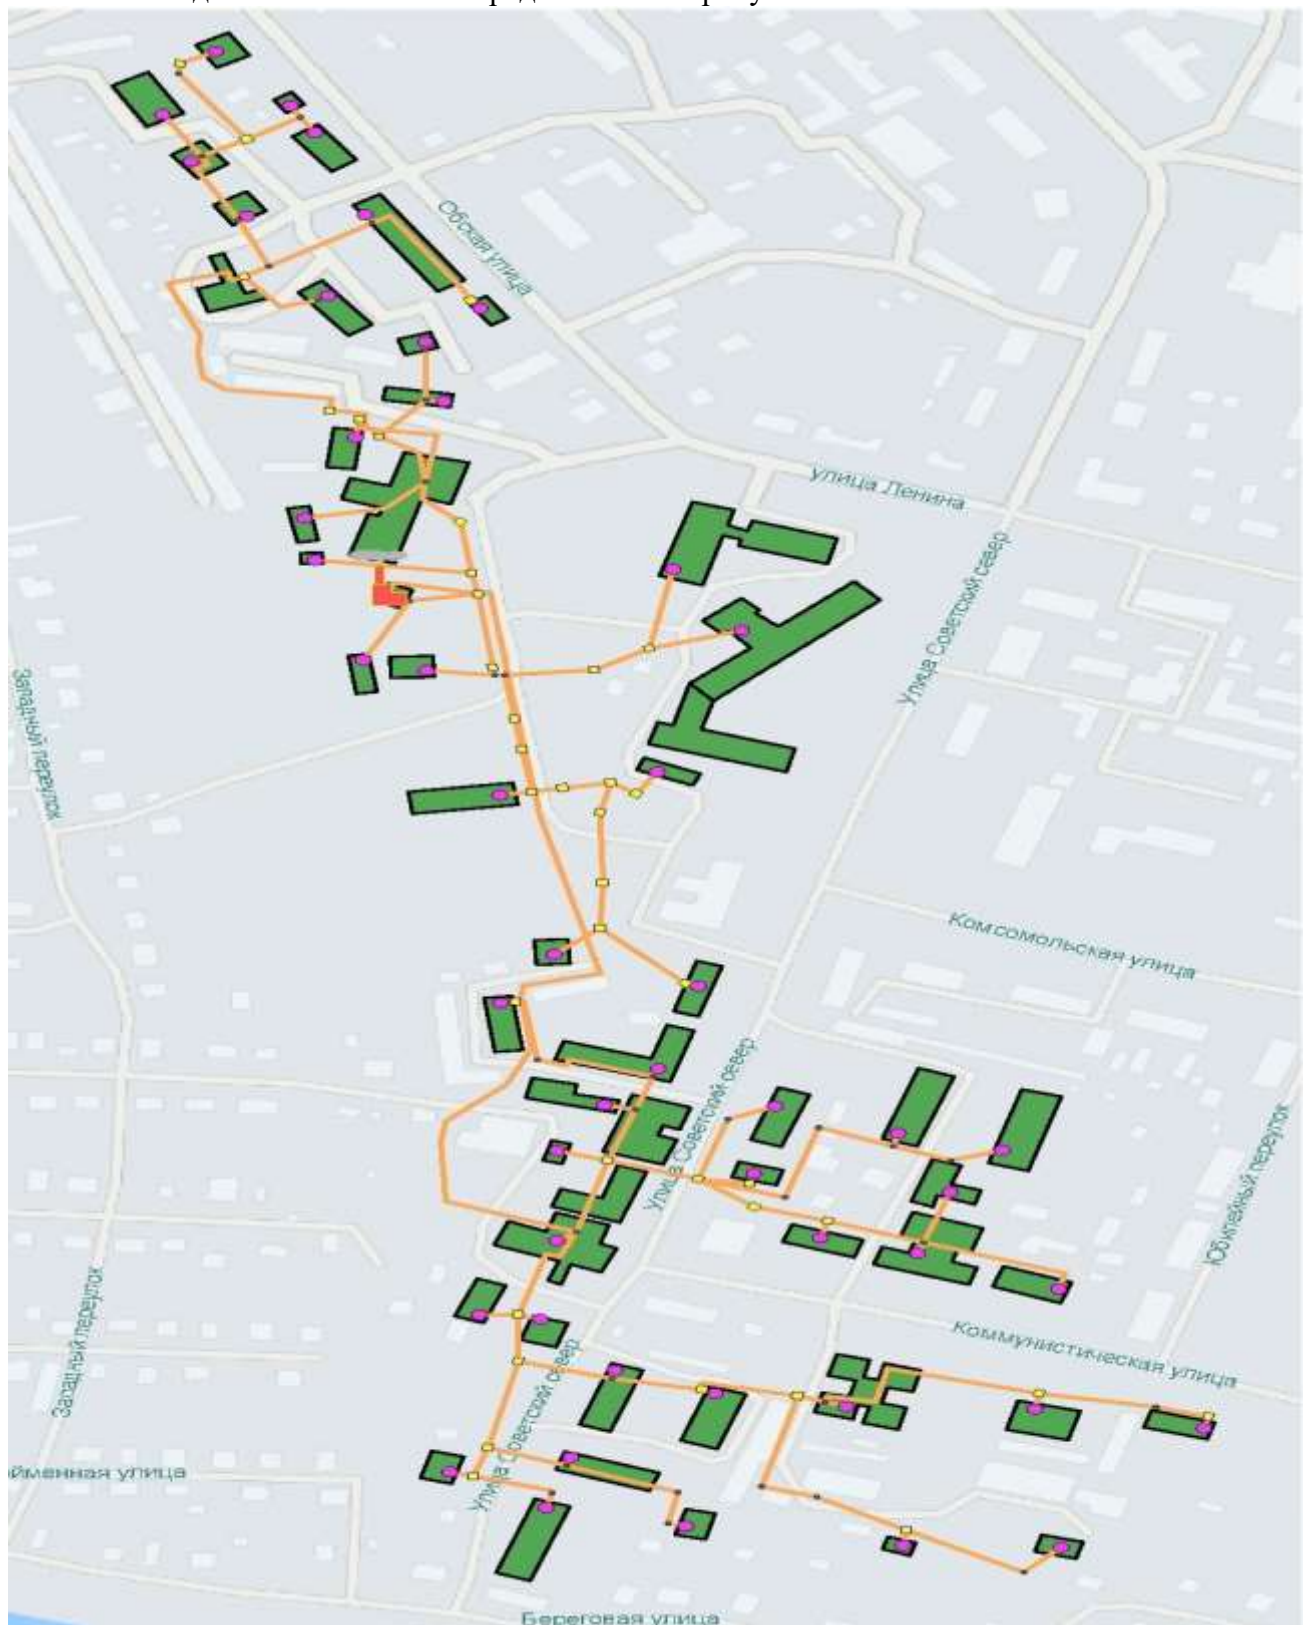 Обская улица
улица Ленина
Улица Советский север
Западный переулок
Комсомольская улица
Улица Советский север
Юбилейный переулок
Западный переулок
Коммунистическая улица
Улица Советский север
йменная улица
Береговая улица